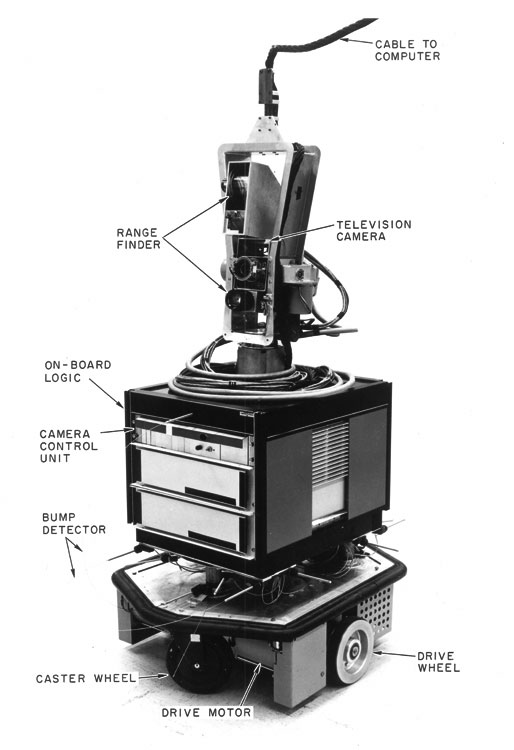 CABLE TO
COMPUTER
RANGE
FINDER
TELEVISION
CAMERA
ON-BOARD
LOGIC
CAMERA
CONTROL
UNIT
BUMP
DETECTOR
CASTER WHEEL
DRIVE MOTOR
DRIVE
WHEEL